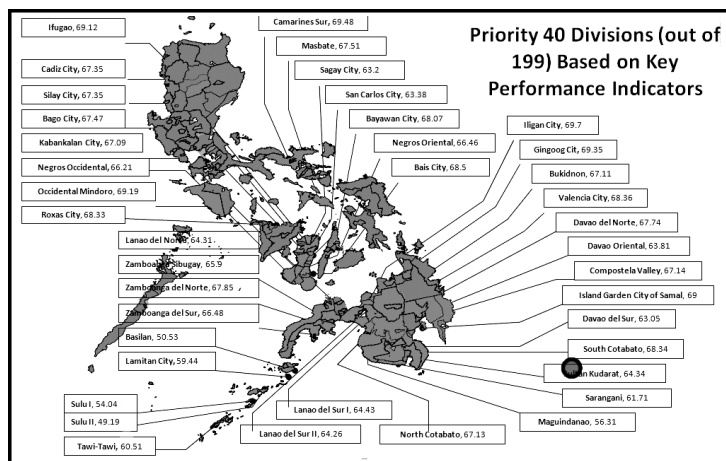 Priority 40 Divisions (out of
199) Based on Key
Performance Indicators
Ifugao, 69.12
Cadiz City, 67.35
Silay City, 67.35
Bago City, 67.47
Kabankalan City, 67.09
Negros Occidental, 66.21
Occidental Mindoro, 69.19
Roxas City, 68.33
Camarines Sur, 69.48
Masbate, 67.51
Sagay City, 63.2
San Carlos City, 63.38
Bayawan City, 68.07
Negros Oriental, 66.46
Bais City, 68.5
Iligan City, 69.7
Gingoog Cit, 69.35
Bukidnon, 67.11
Valencia City, 68.36
Davao del Norte, 67.74
Davao Oriental, 63.81
Compostela Valley, 67.14
Island Garden City of Samal, 69
Davao del Sur, 63.05
South Cotabato, 68.34
Kudarat, 64.34
Sarangani, 61.71
Maguindanao, 56.31
North Cotabato, 67.13
Lanao del Norte, 64.31
Zamboanga Sibugay, 65.9
Zamboanga del Norte, 67.85
Zamboanga del Sur, 66.48
Basilan, 50.53
Lamitan City, 59.44
Sulu I, 54.04
Sulu II, 49.19
Tawi-Tawi, 60.51
Lanao del Sur I, 64.43
Lanao del Sur II, 64.26